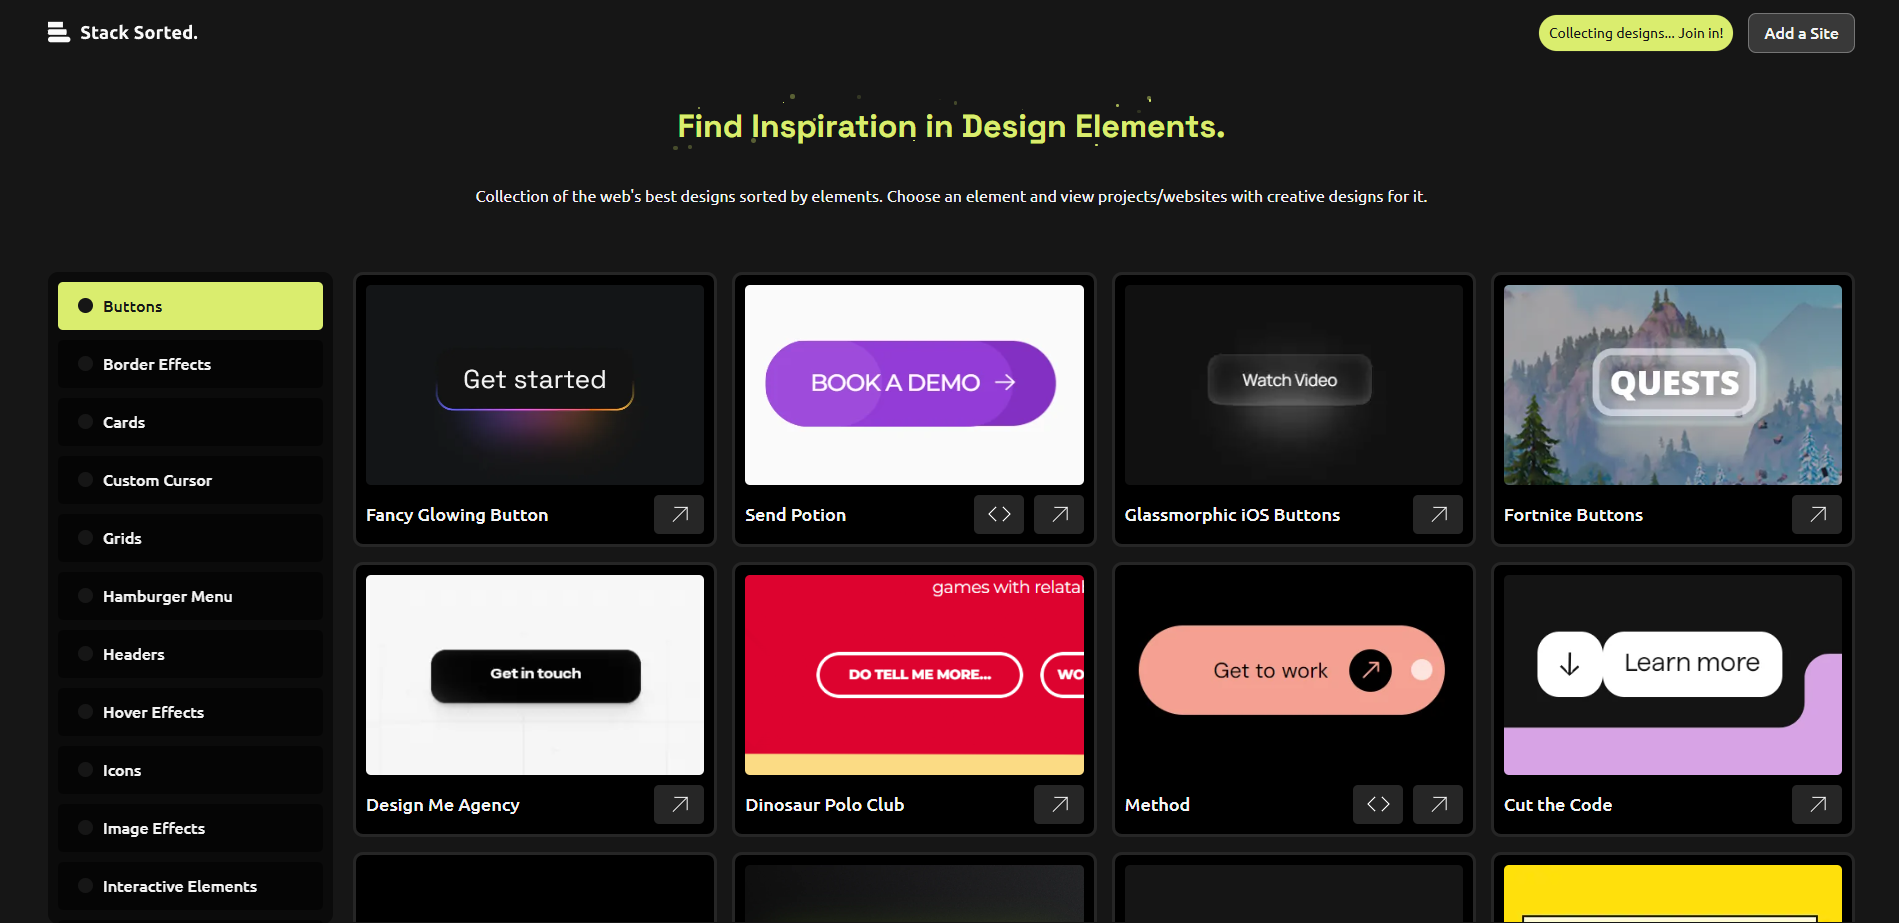 Stack Sorted.
Collecting designs... Join in!
Add a Site
Find Inspiration in Design Elements.
Collection of the web's best designs sorted by elements. Choose an element and view projects/websites with creative designs for it.
Buttons
Border Effects
Cards
Custom Cursor
Grids
Hamburger Menu
Headers
Hover Effects
Icons
Image Effects
Interactive Elements
Get started
Fancy Glowing Button
BOOK A DEMO →
Send Potion
<>
Watch Video
Glassmorphic iOS Buttons
QUESTS
Fortnite Buttons
Get in touch
Design Me Agency
games with relatal
DO TELL ME MORE...
WO
Dinosaur Polo Club
Get to work
Method
<>
Learn more
Cut the Code